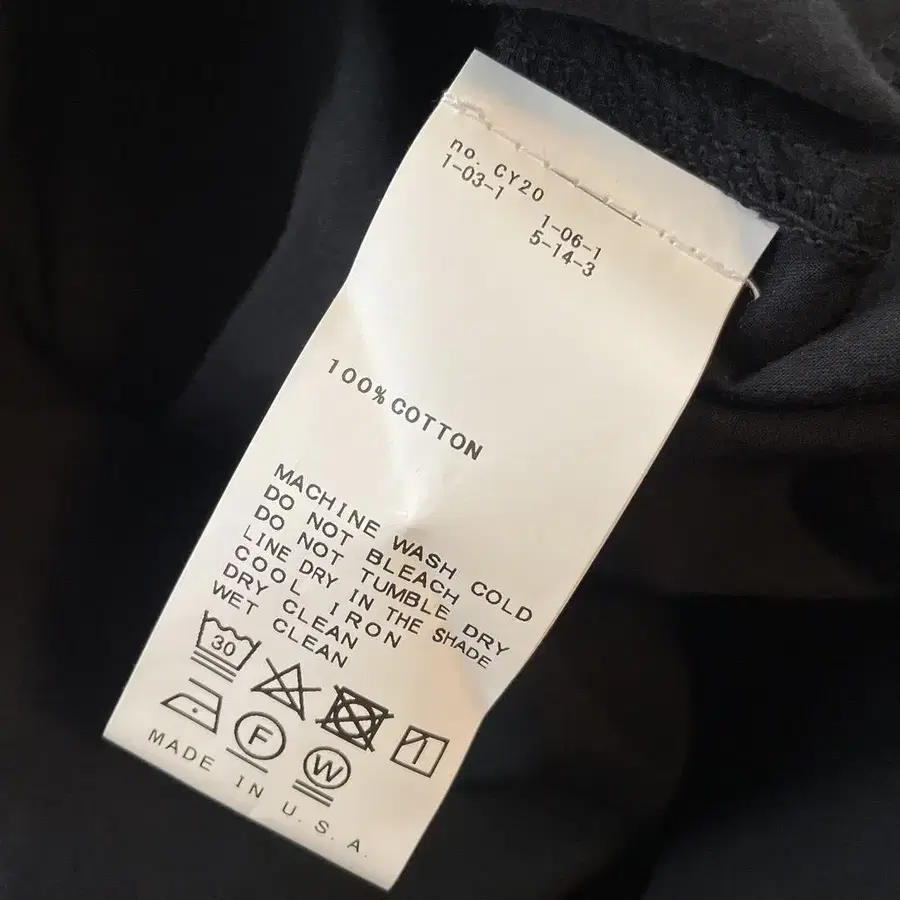 no. CY20
1-03-1
1-06-1
5-14-3
100% COTTON
MACHINE WASH COLD
DO NOT BLEACH
DO NOT TUMBLE DRY
LINE DRY IN THE SHADE
COOL IRON
DRY CLEAN
WET CLEAN
30
F
W
MADE IN U.S.A.